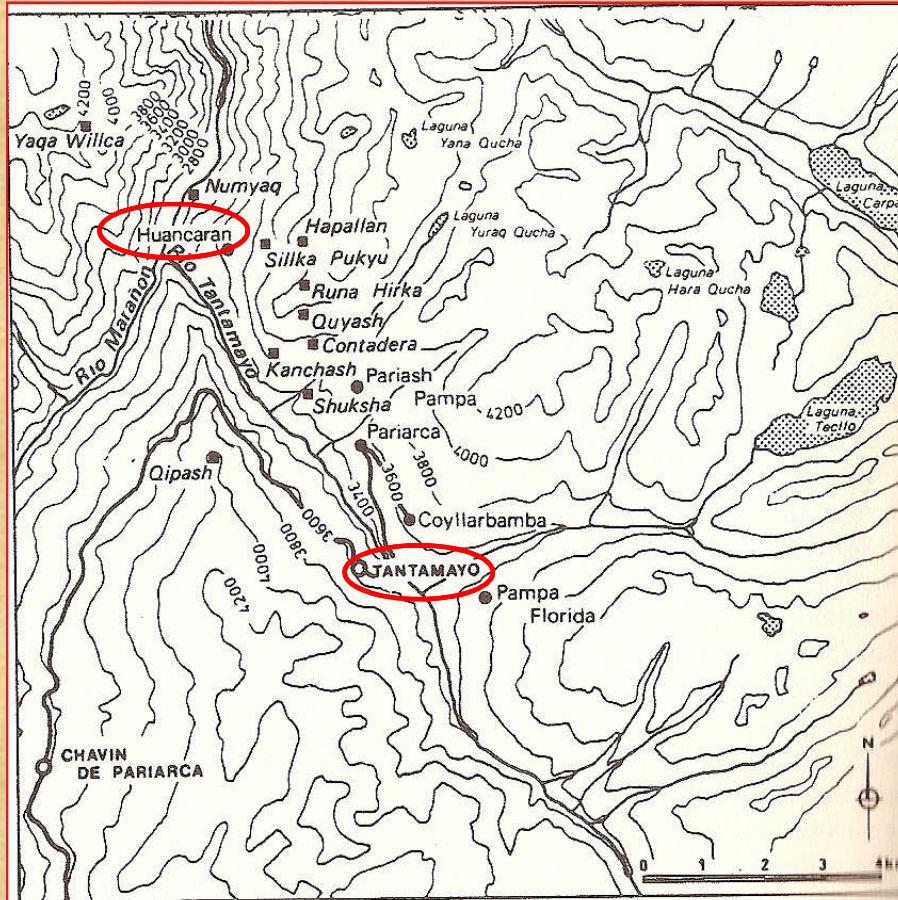 4200
4000
3800
3600
3200
3000
2800
Yaqa Willca
Laguna
Yana Qucha
Laguna
Carpa
Numyaq
Huancaran
Hapallan
Sillka Pukyu
Laguna
Yuraq Qucha
Runa Hirka
Laguna
Hara Qucha
Río Marañon
Río Tantamayo
Quyash
Contadera
Kanchash
Pariash
Pampa
Shuksha
4200
Laguna
Tecllo
Pariarca
4000
3800
3600
Qipash
Coyllarbamba
3600
3800
4000
4200
TANTAMAYO
Pampa
Florida
CHAVIN
DE PARIARCA
N
0 1 2 3